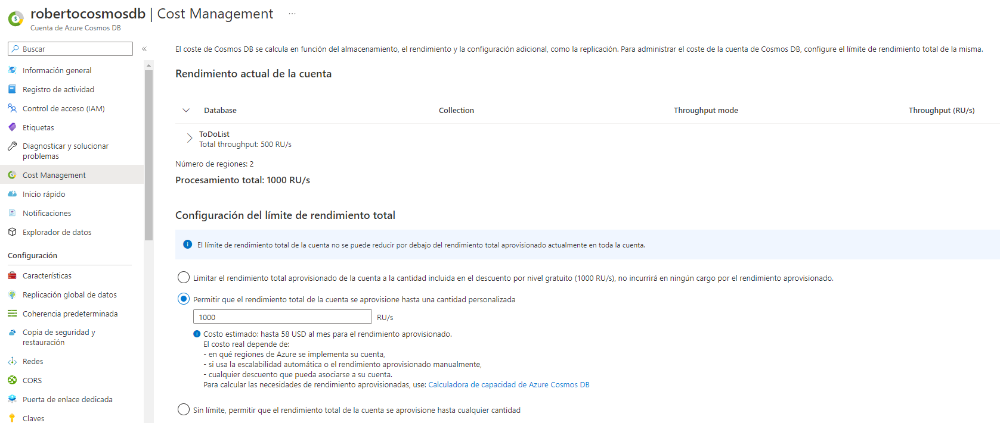 robertocosmosdb | Cost Management ...
Cuenta de Azure Cosmos DB
Buscar
«
Información general
Registro de actividad
Control de acceso (IAM)
Etiquetas
Diagnosticar y solucionar
problemas
Cost Management
Inicio rápido
Notificaciones
Explorador de datos
Configuración
Características
Replicación global de datos
Coherencia predeterminada
Copia de seguridad y
restauración
Redes
CORS
Puerta de enlace dedicada
Claves
El coste de Cosmos DB se calcula en función del almacenamiento, el rendimiento y la configuración adicional, como la replicación. Para administrar el coste de la cuenta de Cosmos DB, configure el límite de rendimiento total de la misma.
Rendimiento actual de la cuenta
Database Collection Throughput mode Throughput (RU/s)
ToDoList
Total throughput: 500 RU/s
Número de regiones: 2
Procesamiento total: 1000 RU/s
Configuración del límite de rendimiento total
El límite de rendimiento total de la cuenta no se puede reducir por debajo del rendimiento total aprovisionado actualmente en toda la cuenta.
Limitar el rendimiento total aprovisionado de la cuenta a la cantidad incluida en el descuento por nivel gratuito (1000 RU/s), no incurrirá en ningún cargo por el rendimiento aprovisionado.
Permitir que el rendimiento total de la cuenta se aprovisione hasta una cantidad personalizada
1000 RU/s
Costo estimado: hasta 58 USD al mes para el rendimiento aprovisionado.
El costo real depende de:
- en qué regiones de Azure se implementa su cuenta,
- si usa la escalabilidad automática o el rendimiento aprovisionado manualmente,
- cualquier descuento que pueda asociarse a su cuenta.
Para calcular las necesidades de rendimiento aprovisionadas, use: Calculadora de capacidad de Azure Cosmos DB
Sin límite, permitir que el rendimiento total de la cuenta se aprovisione hasta cualquier cantidad